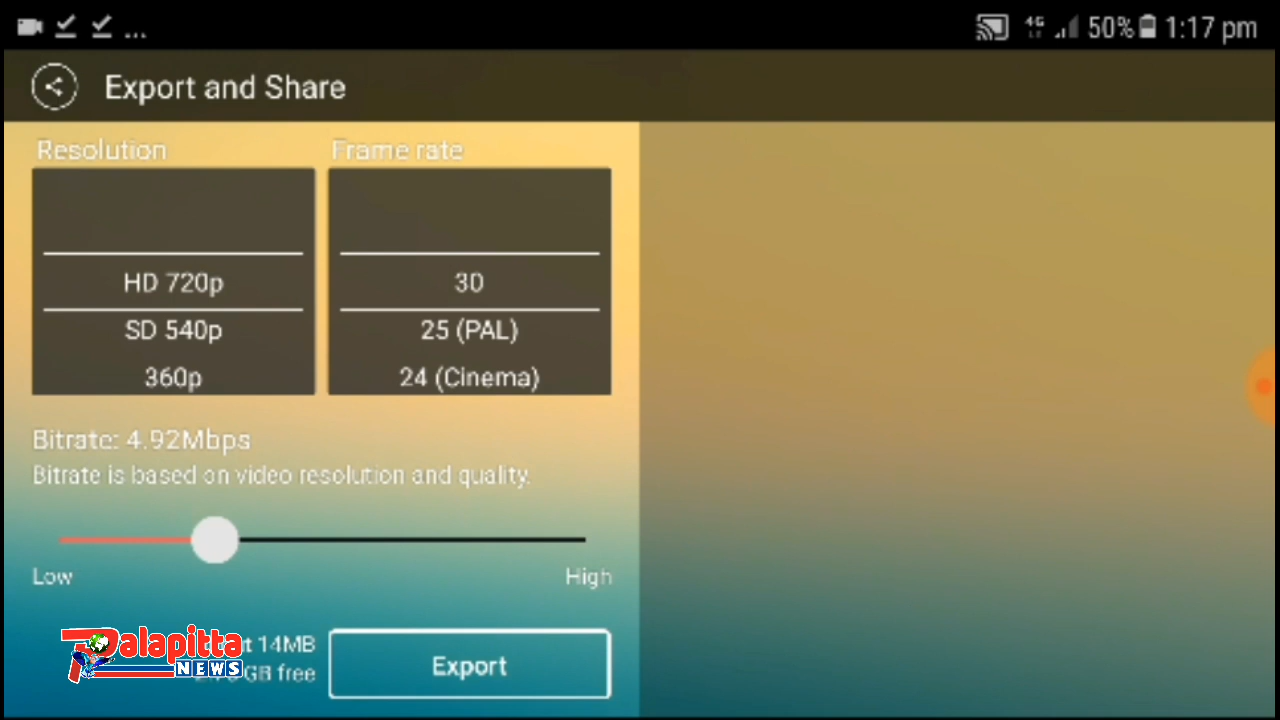 ... 4G 50% 1:17 pm
Export and Share
Resolution Frame rate
HD 720p 30
SD 540p 25 (PAL)
360p 24 (Cinema)
Bitrate: 4.92Mbps
Bitrate is based on video resolution and quality.
Low High
Palapitta
NEWS
14MB
GB free
Export